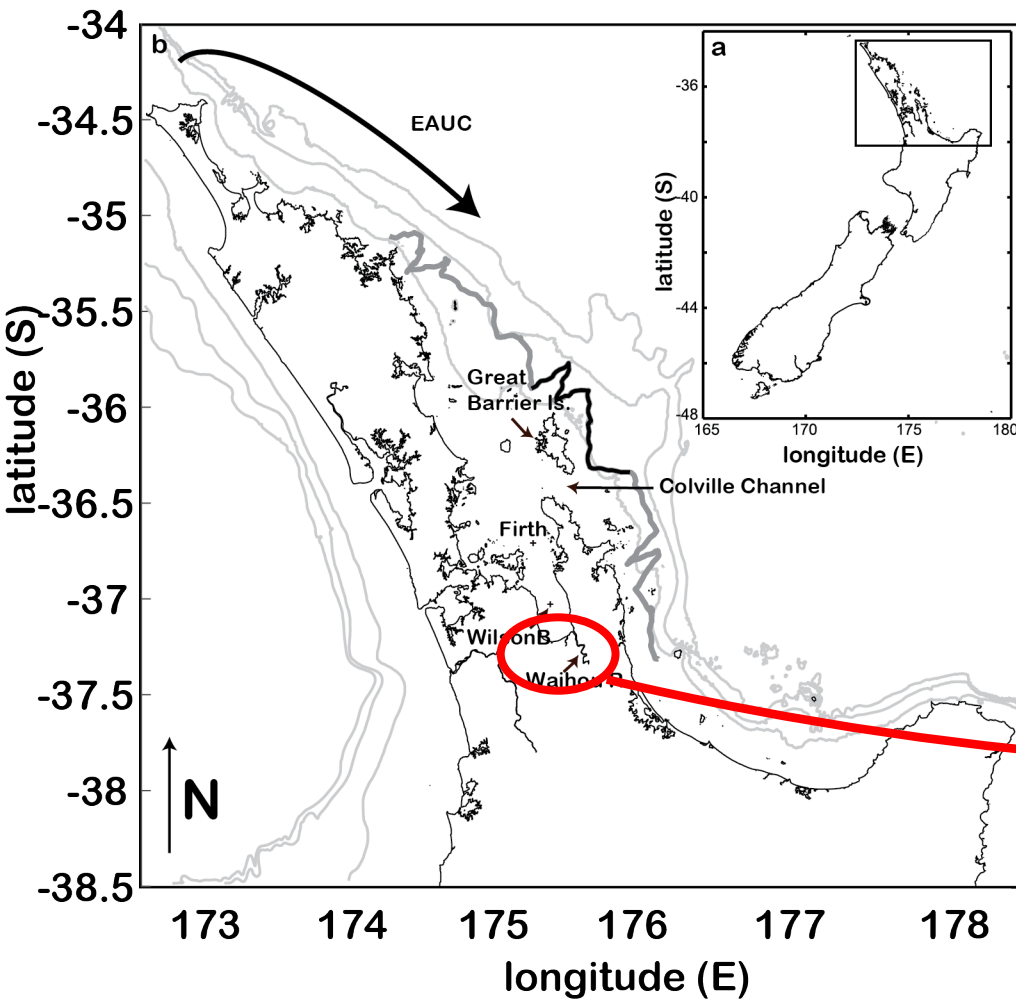 b
a
EAUC
Great
Barrier Is.
Colville Channel
Firth
WilsonB
Waihou R
N
-34
-34.5
-35
-35.5
-36
-36.5
-37
-37.5
-38
-38.5
latitude (S)
173 174 175 176 177 178
longitude (E)
-36
-40
-44
-48
latitude (S)
165 170 175 180
longitude (E)